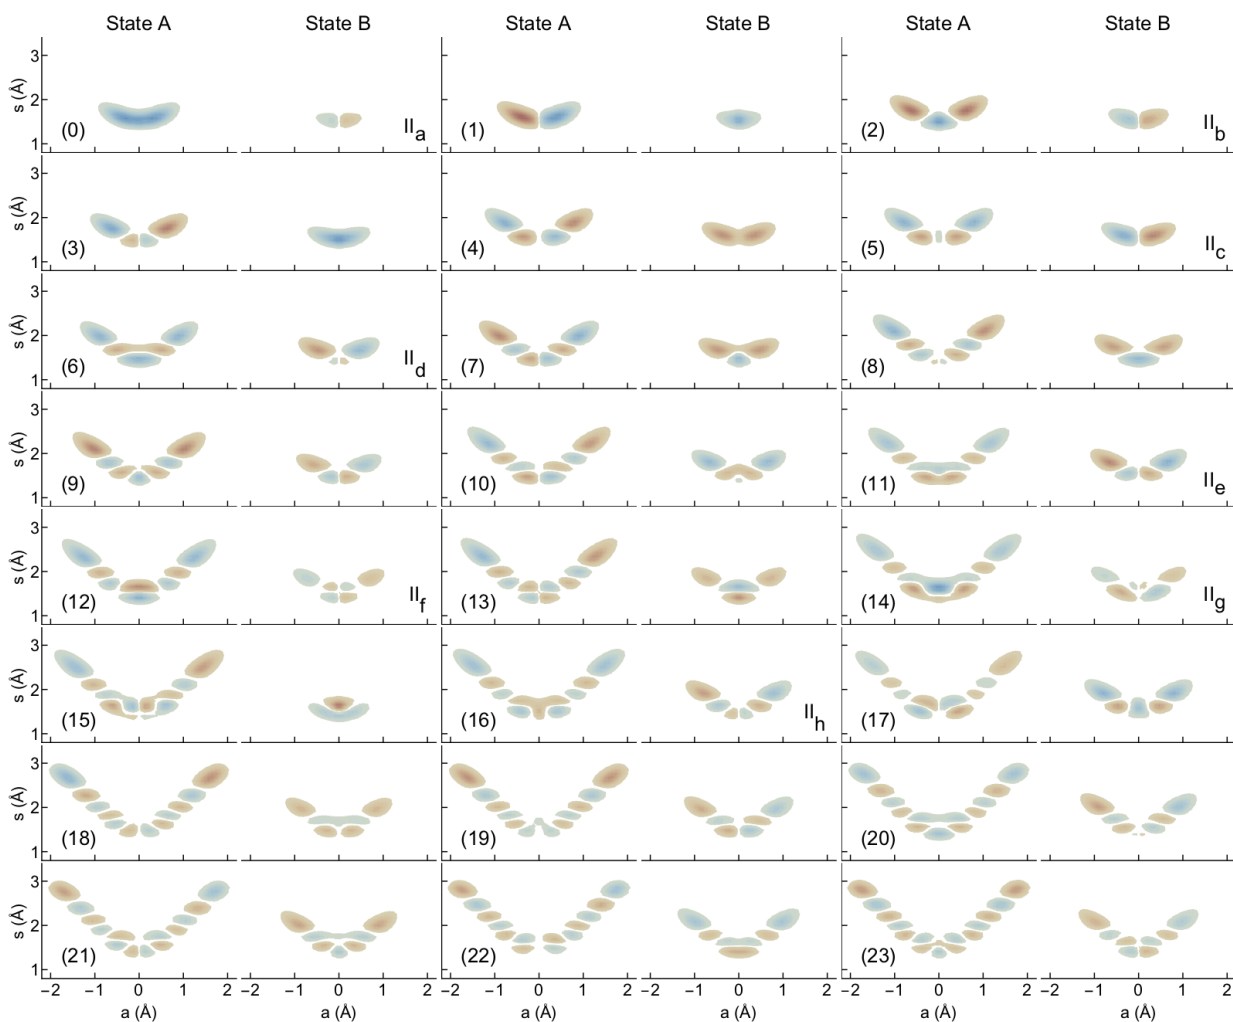 State A State B State A State B State A State B
s (Å) 3 2 1 (0) II_a (1) (2) II_b
s (Å) 3 2 1 (3) (4) (5) II_c
s (Å) 3 2 1 (6) II_d (7) (8)
s (Å) 3 2 1 (9) (10) (11) II_e
s (Å) 3 2 1 (12) II_f (13) (14) II_g
s (Å) 3 2 1 (15) (16) II_h (17)
s (Å) 3 2 1 (18) (19) (20)
s (Å) 3 2 1 (21) (22) (23)
−2 −1 0 1 2 −2 −1 0 1 2 −2 −1 0 1 2 −2 −1 0 1 2 −2 −1 0 1 2 −2 −1 0 1 2
a (Å) a (Å) a (Å) a (Å) a (Å) a (Å)